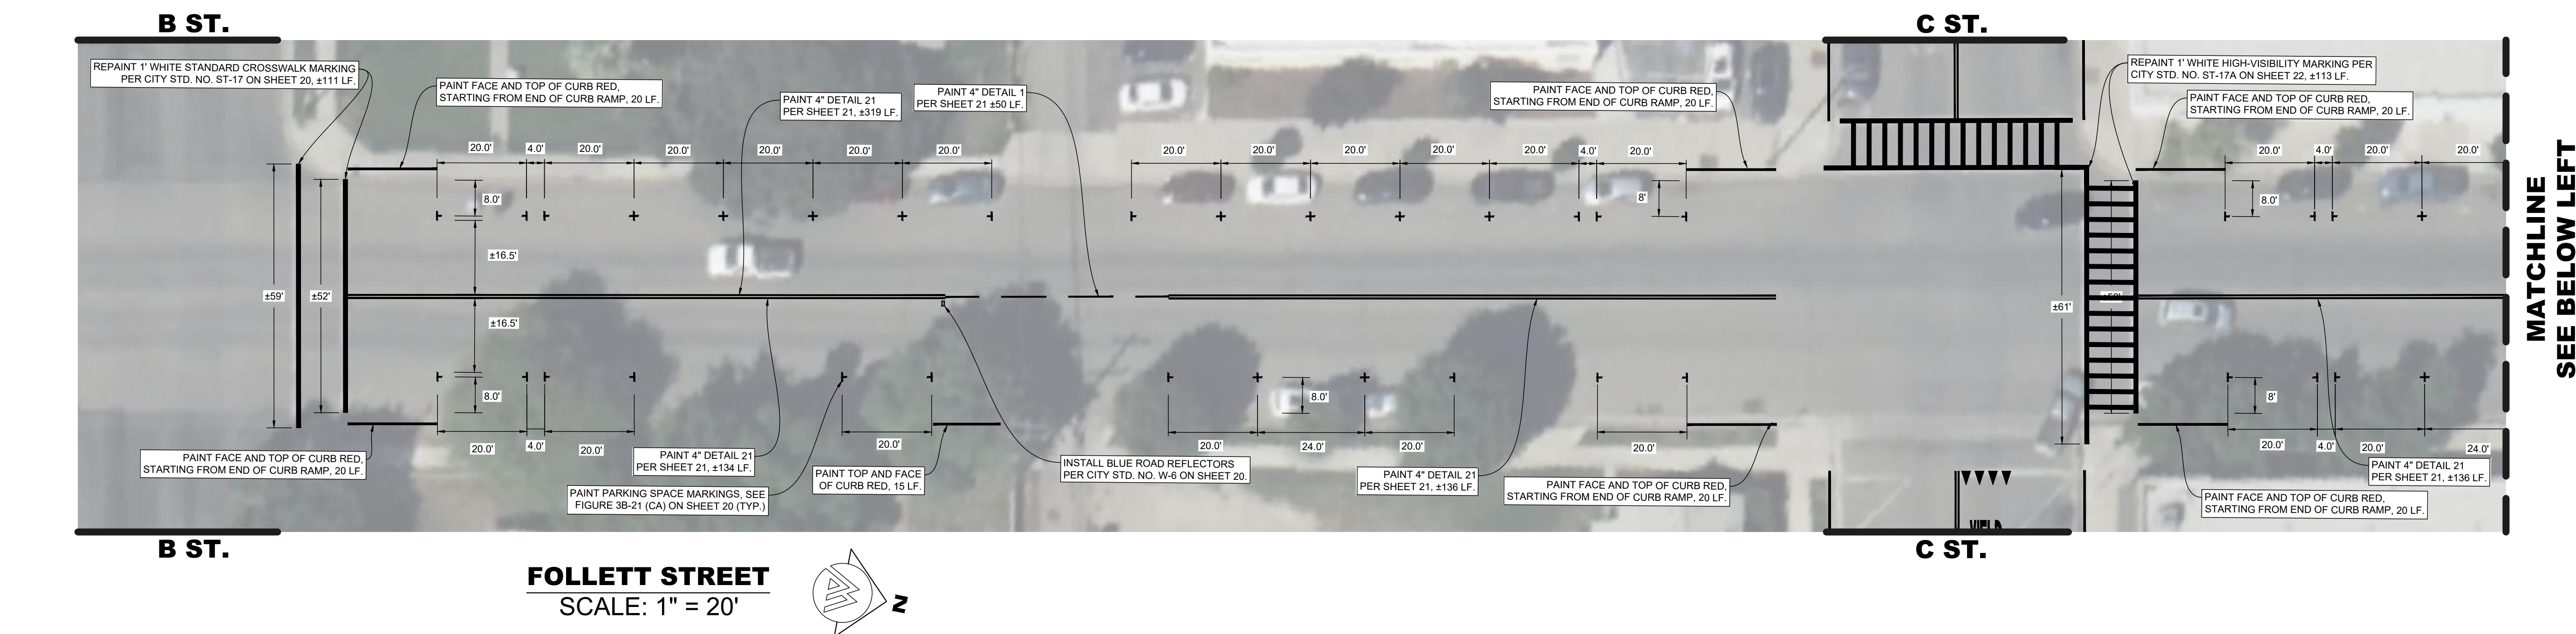 B ST.
C ST.
REPAINT 1' WHITE STANDARD CROSSWALK MARKING
PER CITY STD. NO. ST-17 ON SHEET 20, ±111 LF.
PAINT FACE AND TOP OF CURB RED,
STARTING FROM END OF CURB RAMP, 20 LF.
PAINT 4" DETAIL 21
PER SHEET 21, ±319 LF.
PAINT 4" DETAIL 1
PER SHEET 21 ±50 LF.
PAINT FACE AND TOP OF CURB RED,
STARTING FROM END OF CURB RAMP, 20 LF.
REPAINT 1' WHITE HIGH-VISIBILITY MARKING PER
CITY STD. NO. ST-17A ON SHEET 22, ±113 LF.
PAINT FACE AND TOP OF CURB RED,
STARTING FROM END OF CURB RAMP, 20 LF.
20.0'
4.0'
20.0'
20.0'
20.0'
20.0'
20.0'
20.0'
20.0'
20.0'
20.0'
20.0'
4.0'
20.0'
20.0'
4.0'
20.0'
20.0'
8.0'
8'
8.0'
±16.5'
±59'
±52'
±61'
±16.5'
8.0'
8.0'
8'
20.0'
4.0'
20.0'
20.0'
20.0'
24.0'
20.0'
20.0'
20.0'
4.0'
20.0'
24.0'
MATCHLINE
SEE BELOW LEFT
PAINT FACE AND TOP OF CURB RED,
STARTING FROM END OF CURB RAMP, 20 LF.
PAINT 4" DETAIL 21
PER SHEET 21, ±134 LF.
PAINT PARKING SPACE MARKINGS, SEE
FIGURE 3B-21 (CA) ON SHEET 20 (TYP.)
PAINT TOP AND FACE
OF CURB RED, 15 LF.
INSTALL BLUE ROAD REFLECTORS
PER CITY STD. NO. W-6 ON SHEET 20.
PAINT 4" DETAIL 21
PER SHEET 21, ±136 LF.
PAINT FACE AND TOP OF CURB RED,
STARTING FROM END OF CURB RAMP, 20 LF.
PAINT 4" DETAIL 21
PER SHEET 21, ±136 LF.
PAINT FACE AND TOP OF CURB RED,
STARTING FROM END OF CURB RAMP, 20 LF.
B ST.
C ST.
FOLLETT STREET
SCALE: 1" = 20'
N